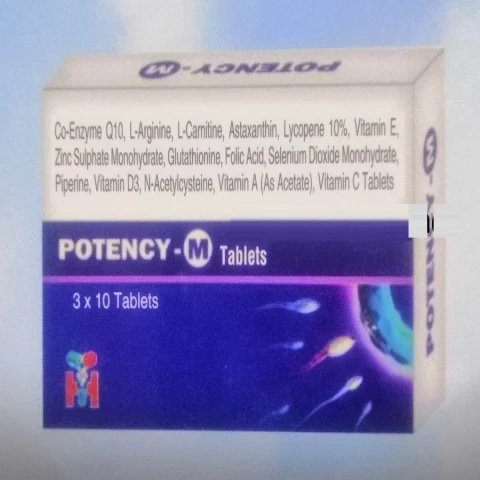 POTENCY-M
Co-Enzyme Q10, L-Arginine, L-Carnitine, Astaxanthin, Lycopene 10%, Vitamin E,
Zinc Sulphate Monohydrate, Glutathione, Folic Acid, Selenium Dioxide Monohydrate,
Piperine, Vitamin D3, N-Acetylcysteine, Vitamin A (As Acetate), Vitamin C Tablets
POTENCY-M Tablets
3 x 10 Tablets
POTENCY-M